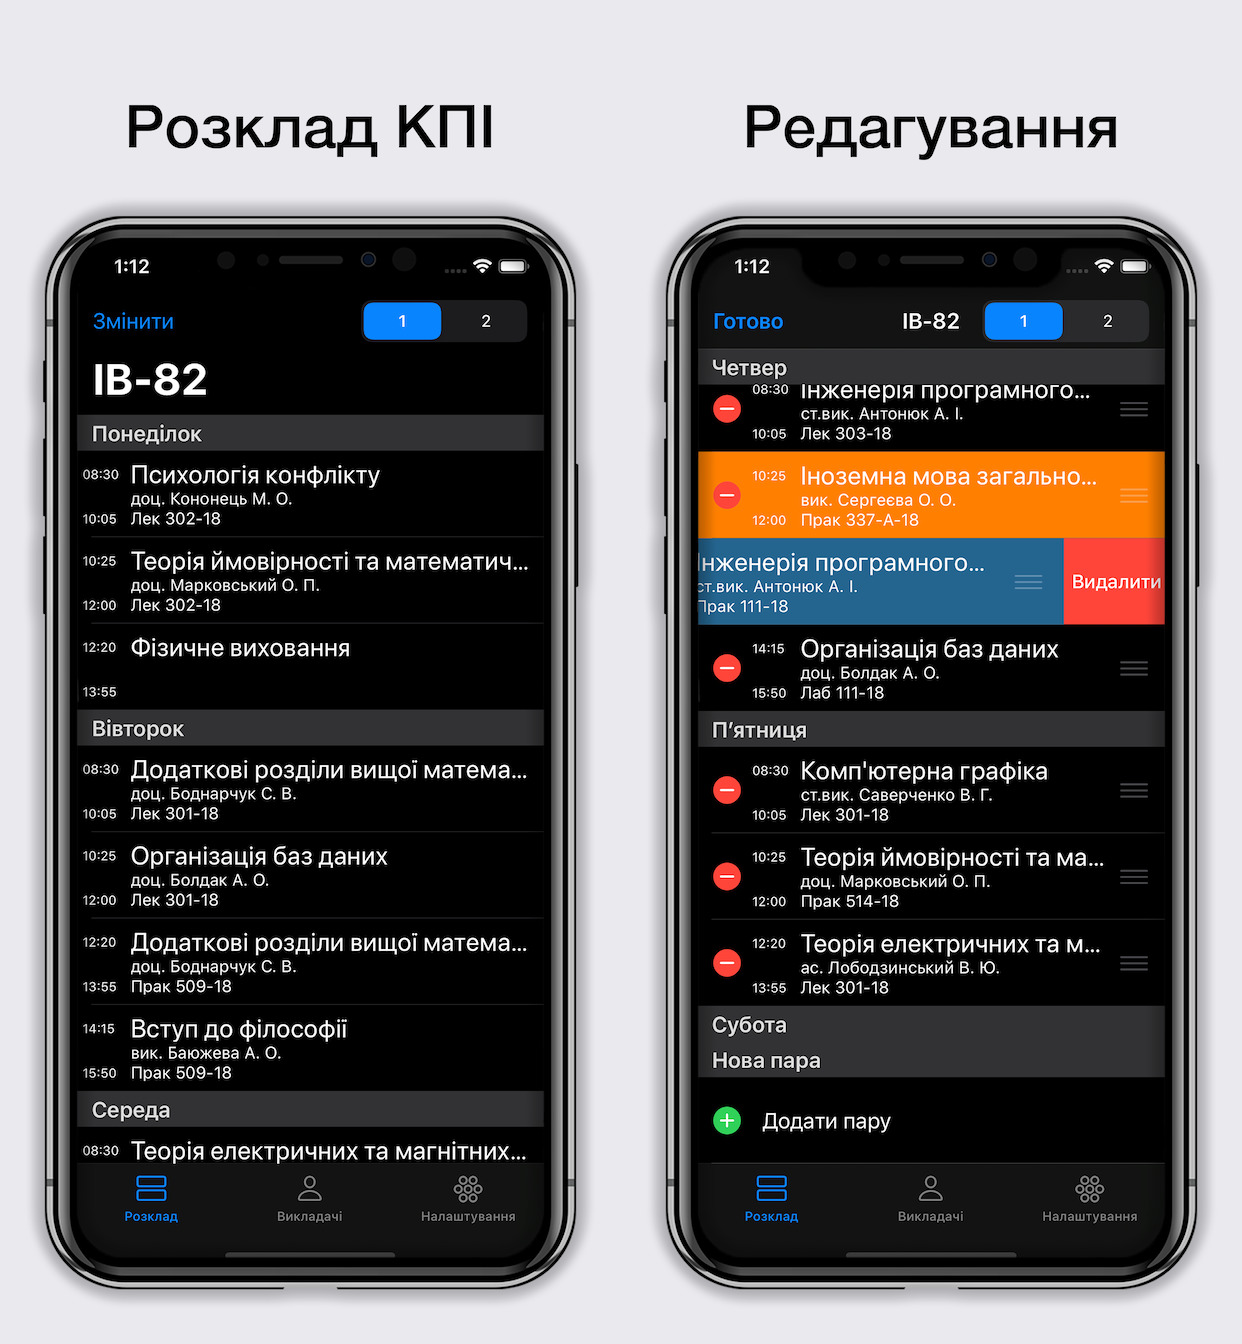 Розклад КПІ
1:12
Змінити
1
2
ІВ-82
Понеділок
08:30
Психологія конфлікту
доц. Кононець М. О.
10:05
Лек 302-18
10:25
Теорія ймовірності та математич...
доц. Марковський О. П.
12:00
Лек 302-18
12:20
Фізичне виховання
13:55
Вівторок
08:30
Додаткові розділи вищої матема...
доц. Боднарчук С. В.
10:05
Лек 301-18
10:25
Організація баз даних
доц. Болдак А. О.
12:00
Лек 301-18
12:20
Додаткові розділи вищої матема...
доц. Боднарчук С. В.
13:55
Прак 509-18
14:15
Вступ до філософії
вик. Баюжева А. О.
15:50
Прак 509-18
Середа
08:30
Теорія електричних та магнітних...
Розклад
Викладачі
Налаштування
Редагування
1:12
Готово
ІВ-82
1
2
Четвер
08:30
Інженерія програмного...
ст.вик. Антонюк А. І.
10:05
Лек 303-18
10:25
Іноземна мова загально...
вик. Сергеєва О. О.
12:00
Прак 337-А-18
Інженерія програмного...
ст.вик. Антонюк А. І.
Прак 111-18
Видалити
14:15
Організація баз даних
доц. Болдак А. О.
15:50
Лаб 111-18
П’ятниця
08:30
Комп'ютерна графіка
ст.вик. Саверченко В. Г.
10:05
Лек 301-18
10:25
Теорія ймовірності та ма...
доц. Марковський О. П.
12:00
Прак 514-18
12:20
Теорія електричних та м...
ас. Лободзинський В. Ю.
13:55
Лек 301-18
Субота
Нова пара
Додати пару
Розклад
Викладачі
Налаштування